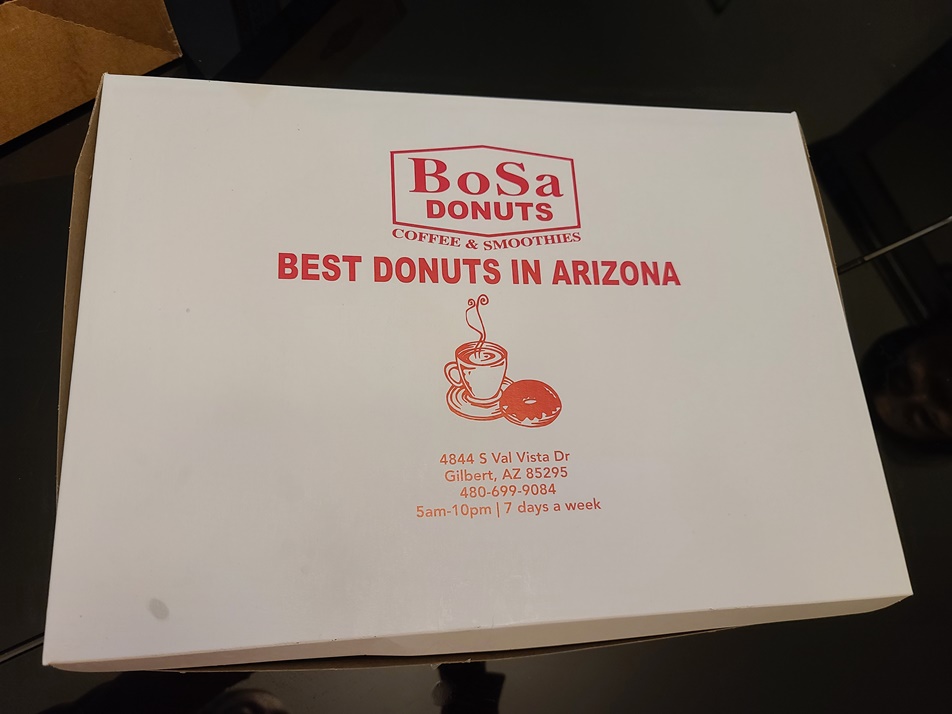 BoSa
DONUTS
COFFEE & SMOOTHIES
BEST DONUTS IN ARIZONA
4844 S Val Vista Dr
Gilbert, AZ 85295
480-699-9084
5am-10pm | 7 days a week